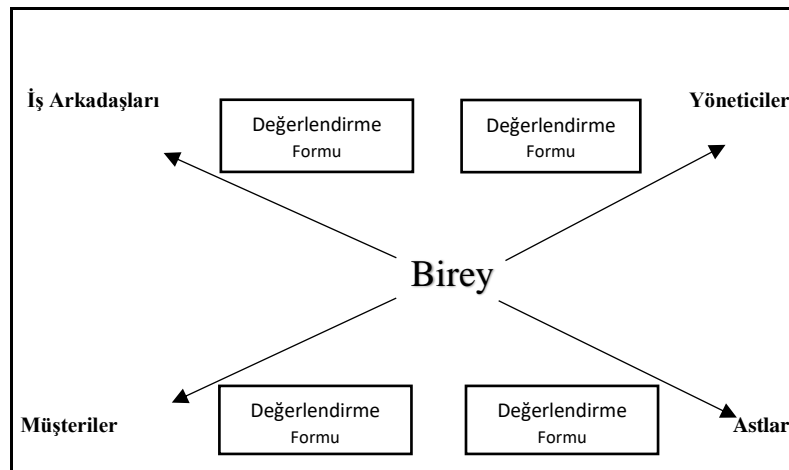 İş Arkadaşları
Değerlendirme
Formu
Değerlendirme
Formu
Yöneticiler
Birey
Müşteriler
Değerlendirme
Formu
Değerlendirme
Formu
Astlar